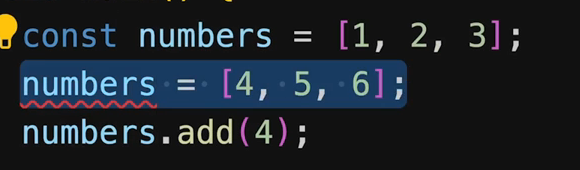 const numbers = [1, 2, 3];
numbers = [4, 5, 6];
numbers.add(4);